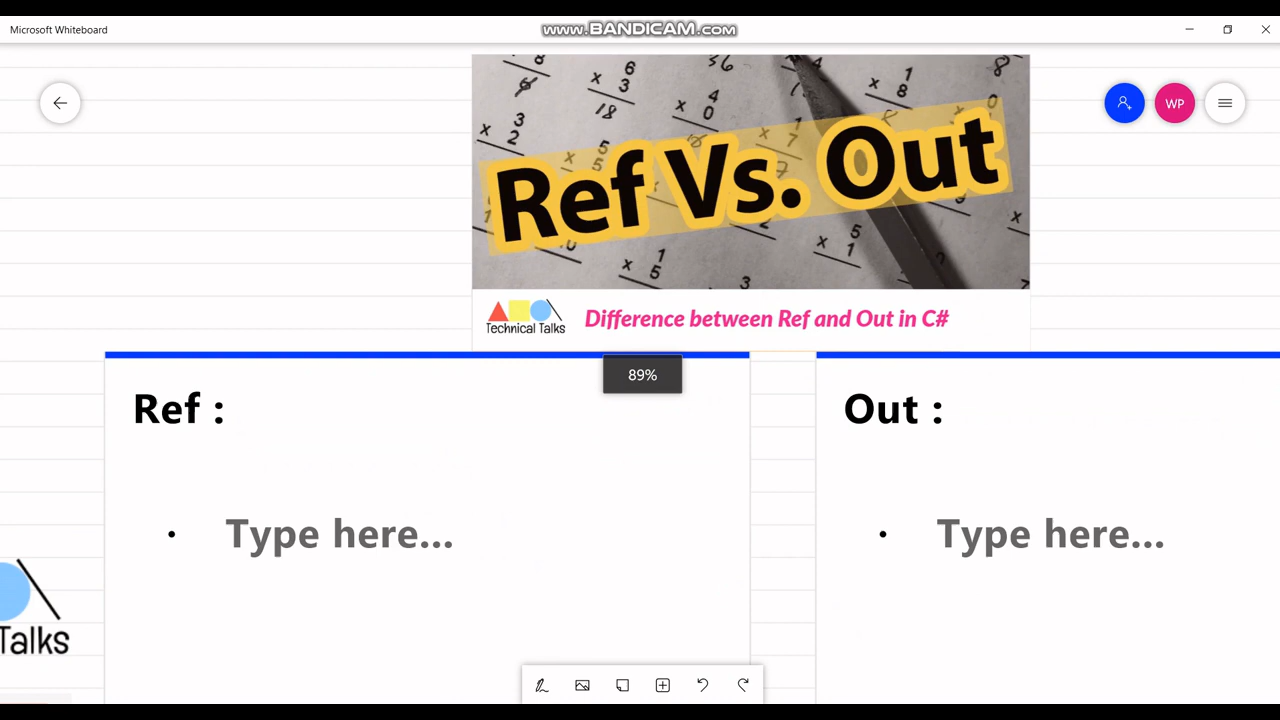 Microsoft Whiteboard
www.BANDICAM.com
Ref Vs. Out
Technical Talks
Difference between Ref and Out in C#
WP
89%
Ref :
• Type here...
Out :
• Type here...
Talks